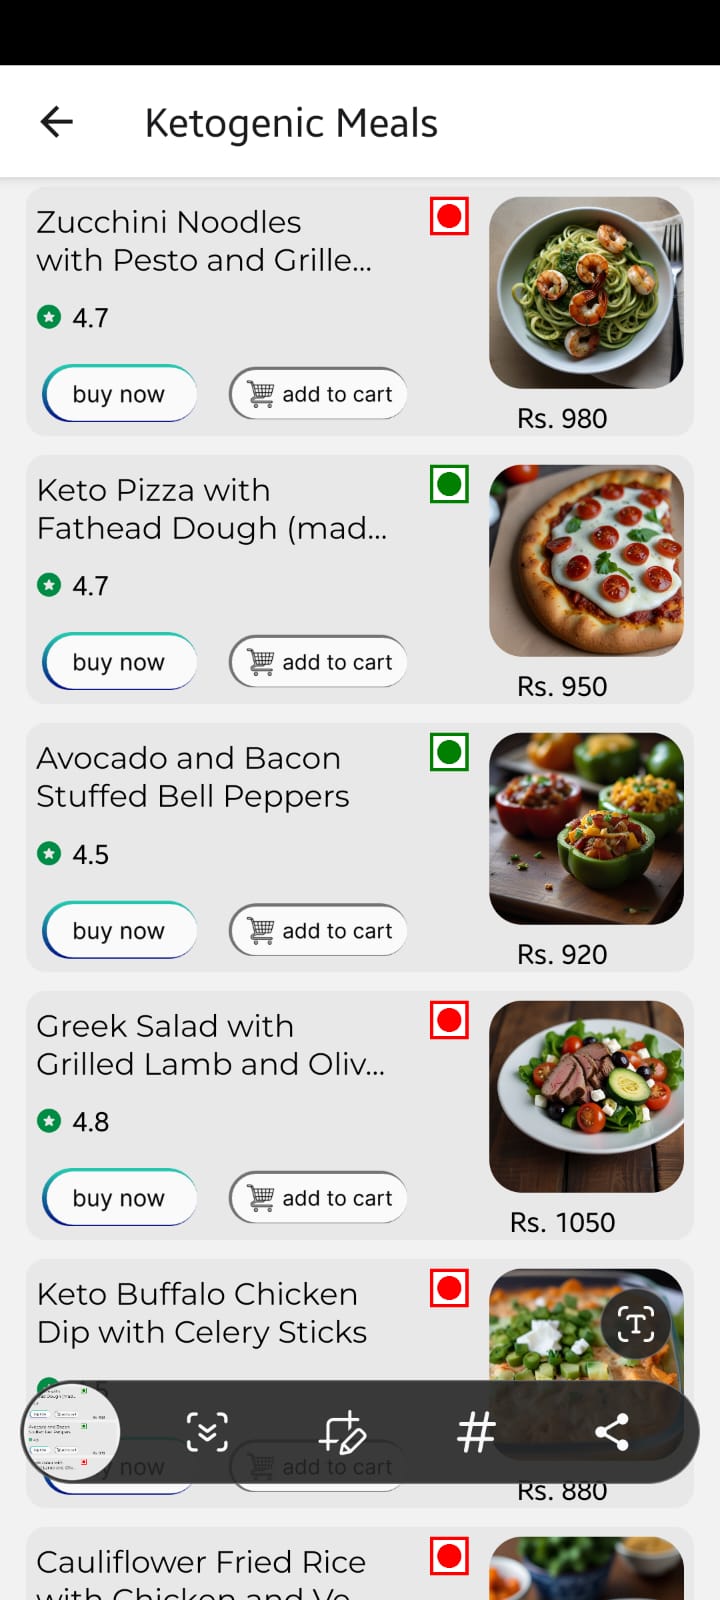 Ketogenic Meals
Zucchini Noodles
with Pesto and Grille...
4.7
buy now
add to cart
Rs. 980
Keto Pizza with
Fathead Dough (mad...
4.7
buy now
add to cart
Rs. 950
Avocado and Bacon
Stuffed Bell Peppers
4.5
buy now
add to cart
Rs. 920
Greek Salad with
Grilled Lamb and Oliv...
4.8
buy now
add to cart
Rs. 1050
Keto Buffalo Chicken
Dip with Celery Sticks
T
5
now
add to cart
#
Rs. 880
Cauliflower Fried Rice
with Chicken and Ve